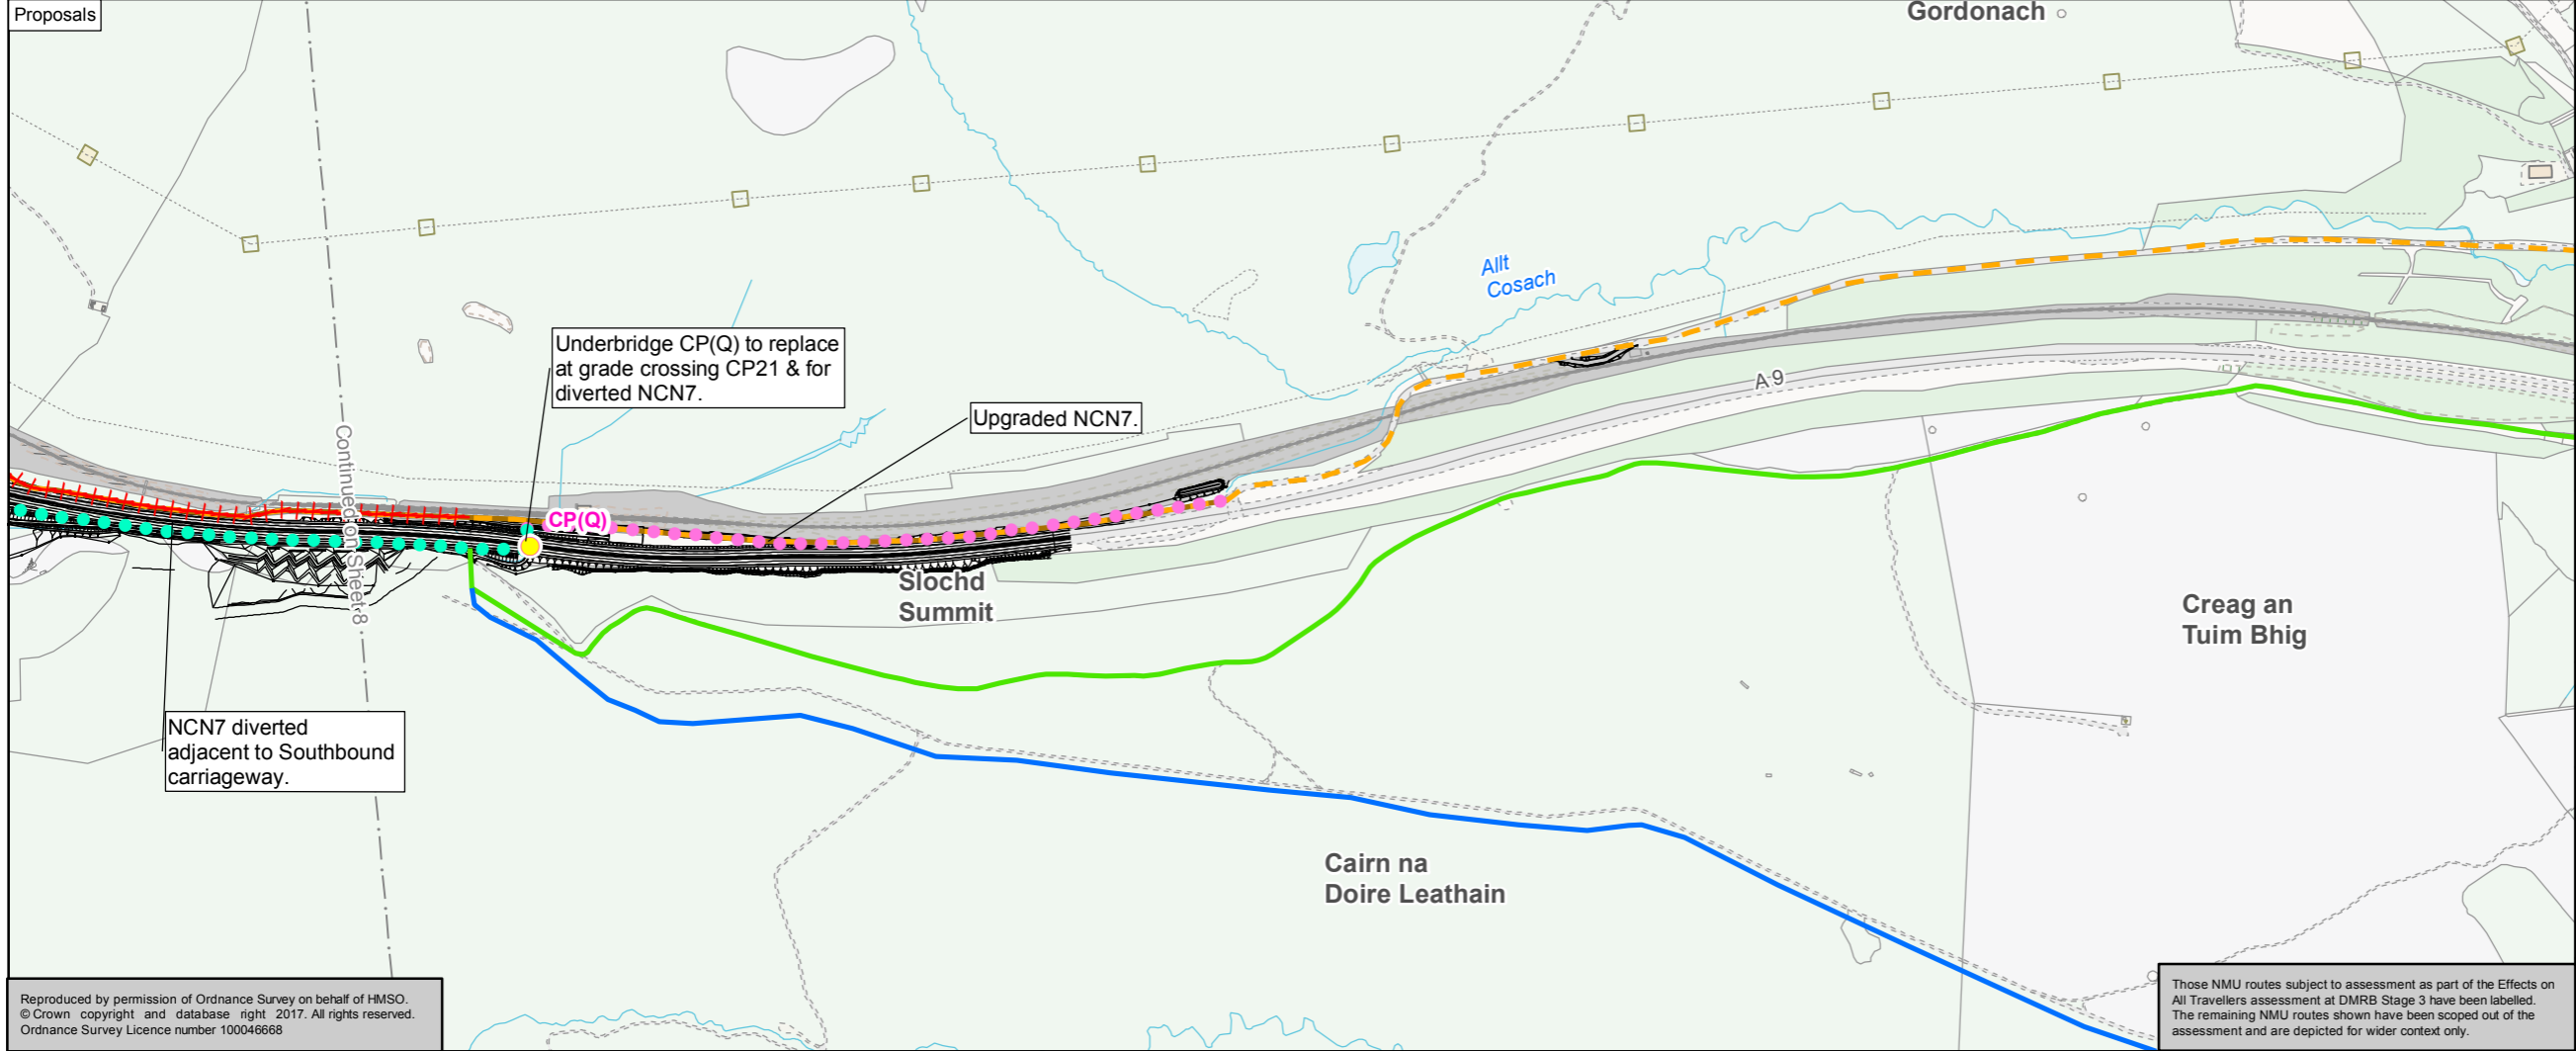 Proposals
Gordonach
Allt
Cosach
Underbridge CP(Q) to replace
at grade crossing CP21 & for
diverted NCN7.
A 9
Upgraded NCN7.
Continued on Sheet 8
CP(Q)
Slochd
Summit
Creag an
Tuim Bhig
NCN7 diverted
adjacent to Southbound
carriageway.
Cairn na
Doire Leathain
Reproduced by permission of Ordnance Survey on behalf of HMSO.
© Crown copyright and database right 2017. All rights reserved.
Ordnance Survey Licence number 100046668
Those NMU routes subject to assessment as part of the Effects on
All Travellers assessment at DMRB Stage 3 have been labelled.
The remaining NMU routes shown have been scoped out of the
assessment and are depicted for wider context only.